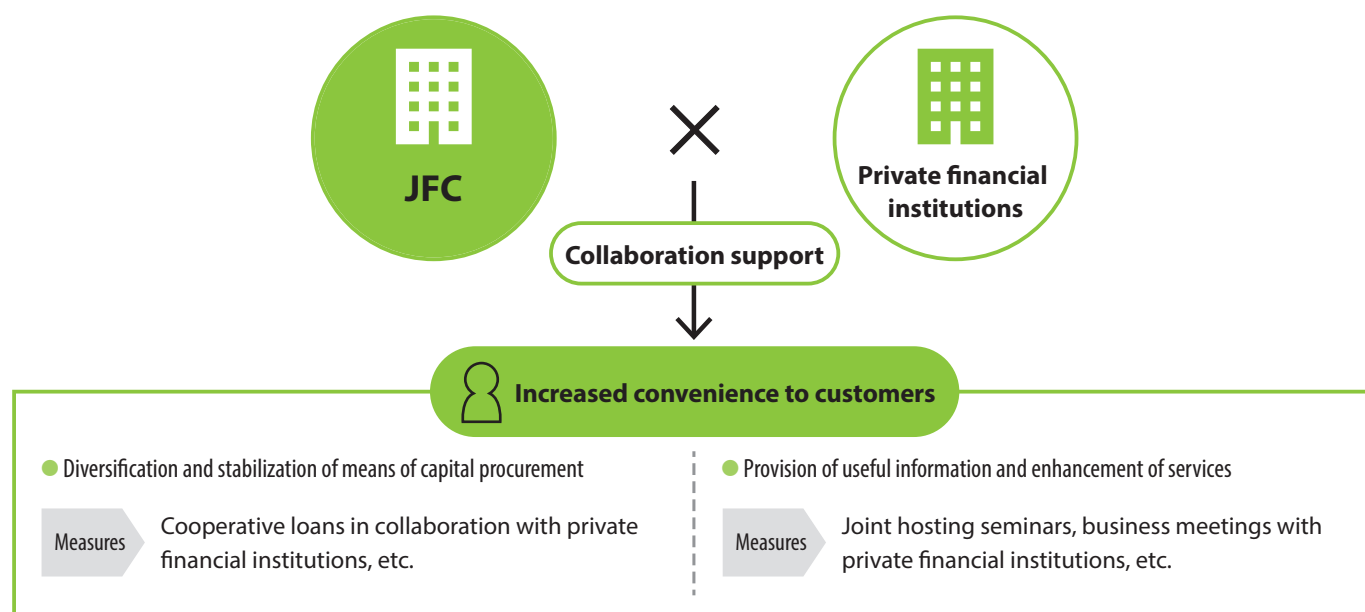 JFC
Private financial
institutions
Collaboration support
Increased convenience to customers
Diversification and stabilization of means of capital procurement
Measures
Cooperative loans in collaboration with private
financial institutions, etc.
Provision of useful information and enhancement of services
Measures
Joint hosting seminars, business meetings with
private financial institutions, etc.